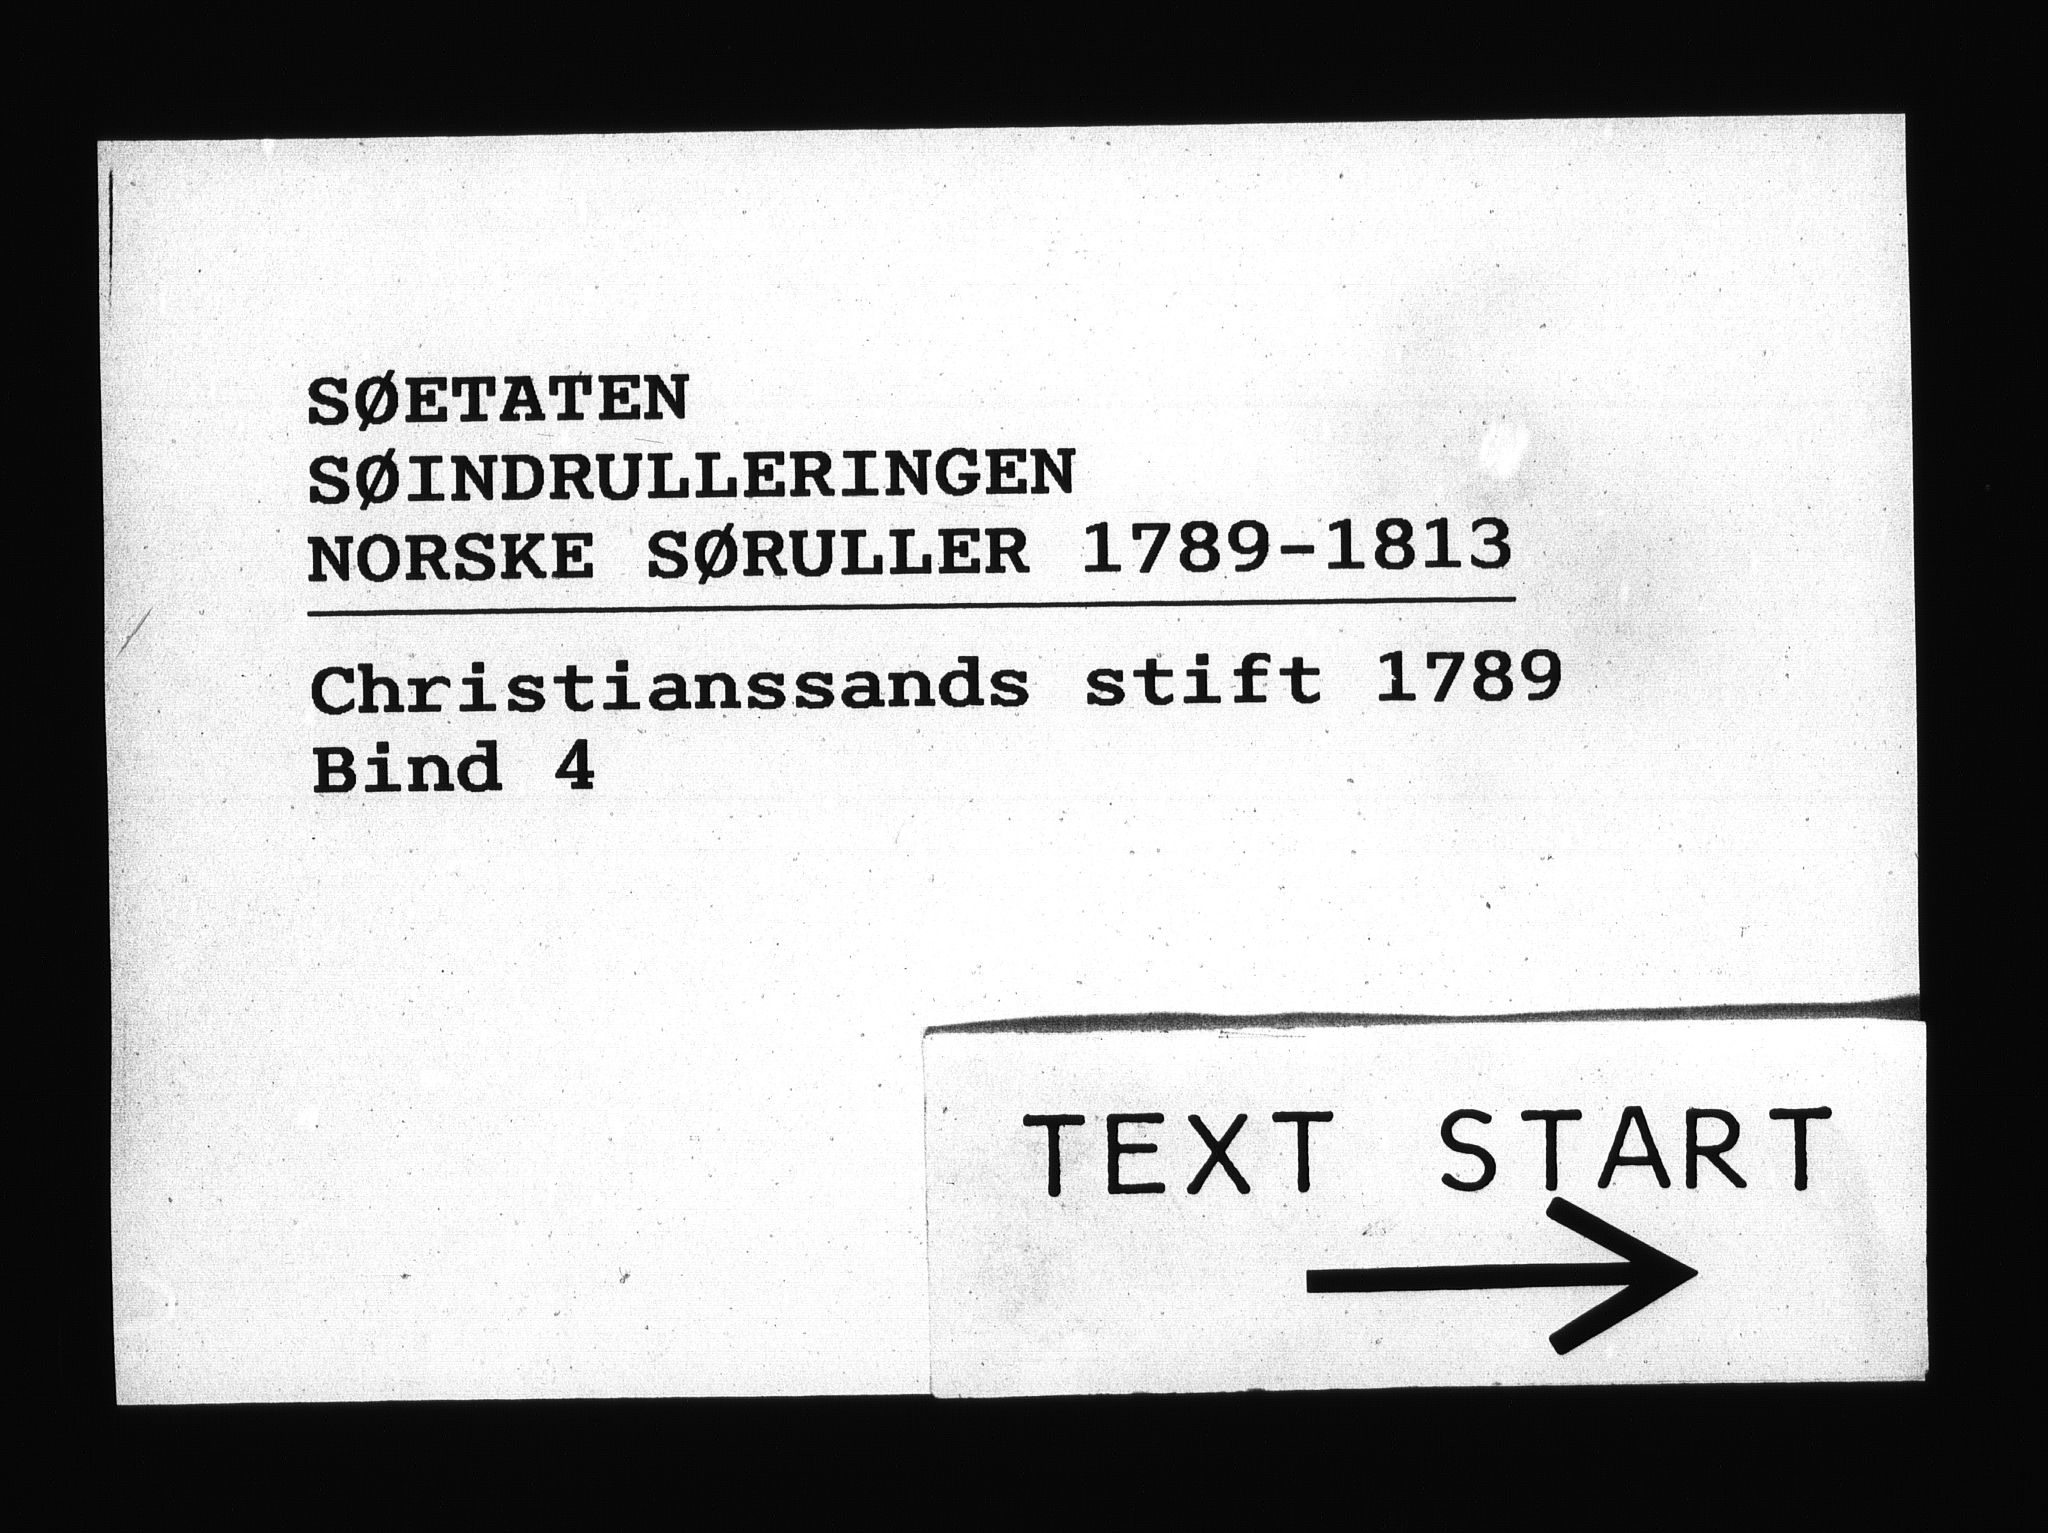 SØETATEN
SØINDRULLERINGEN
NORSKE SØRULLER 1789-1813
Christianssands stift 1789
Bind 4
TEXT START